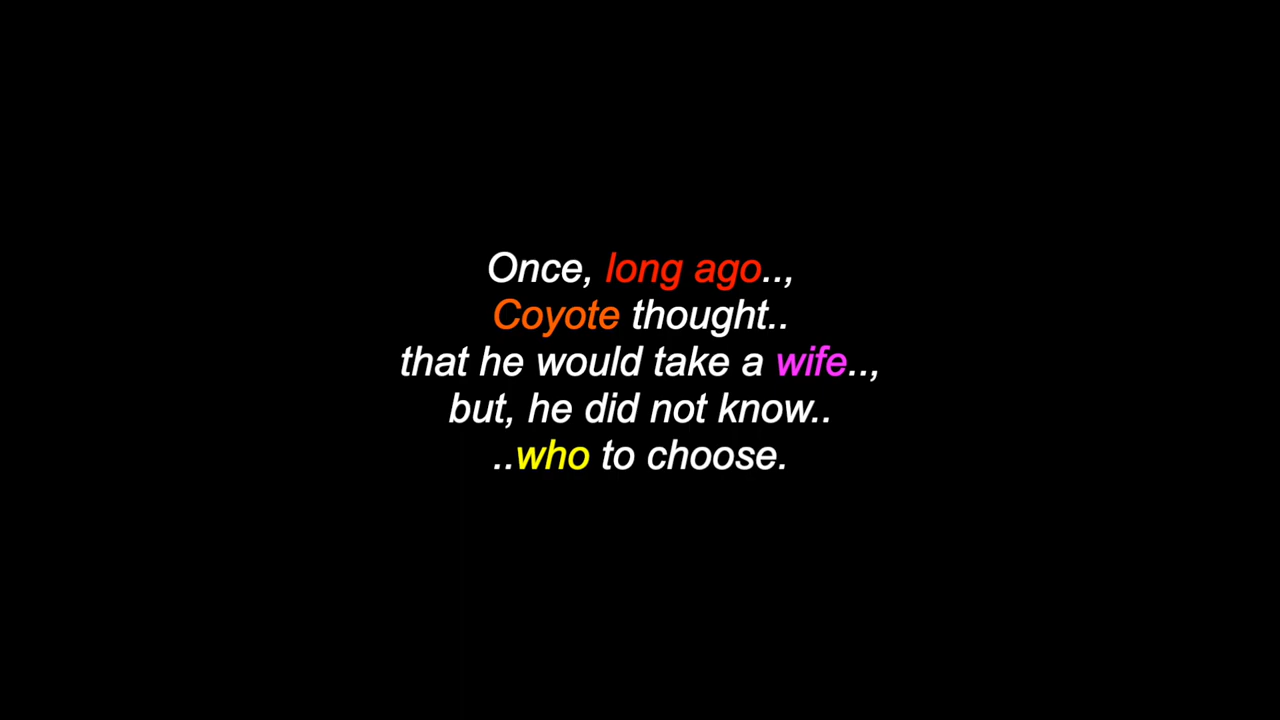 Once, long ago..,
Coyote thought..
that he would take a wife..,
but, he did not know..
..who to choose.